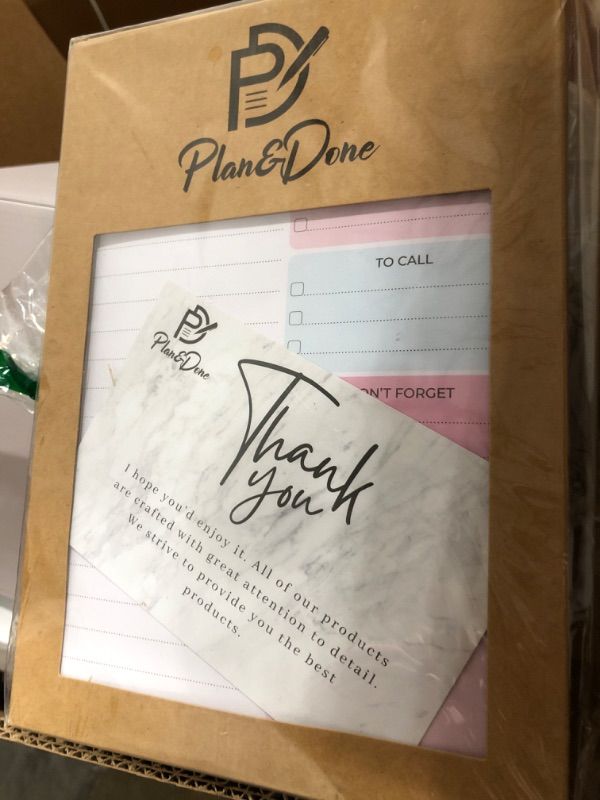 Plan&Done
TO CALL
ON'T FORGET
Plan&Done
Thank
you
I hope you'd enjoy it. All of our products
are crafted with great attention to detail.
We strive to provide you the best
products.